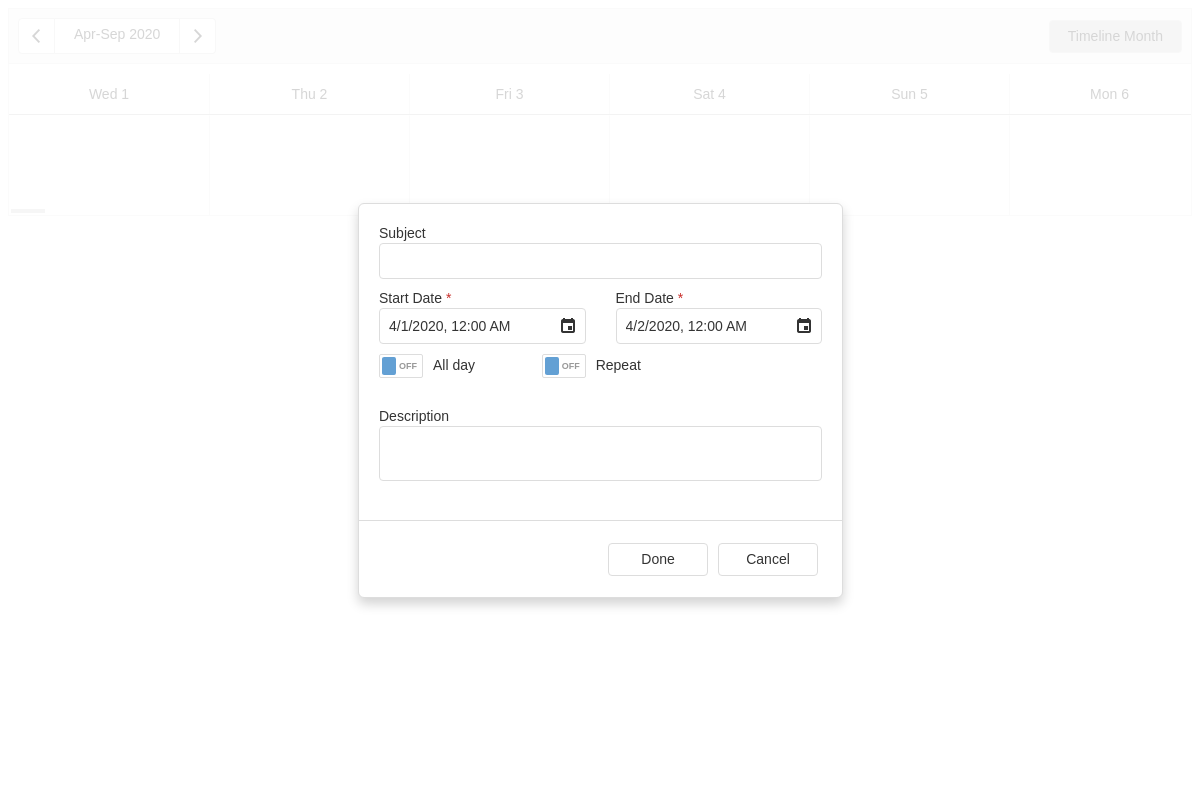 Apr-Sep 2020
Timeline Month
Wed 1 Thu 2 Fri 3 Sat 4 Sun 5 Mon 6
Subject
Start Date * End Date *
4/1/2020, 12:00 AM 4/2/2020, 12:00 AM
OFF All day OFF Repeat
Description
Done Cancel